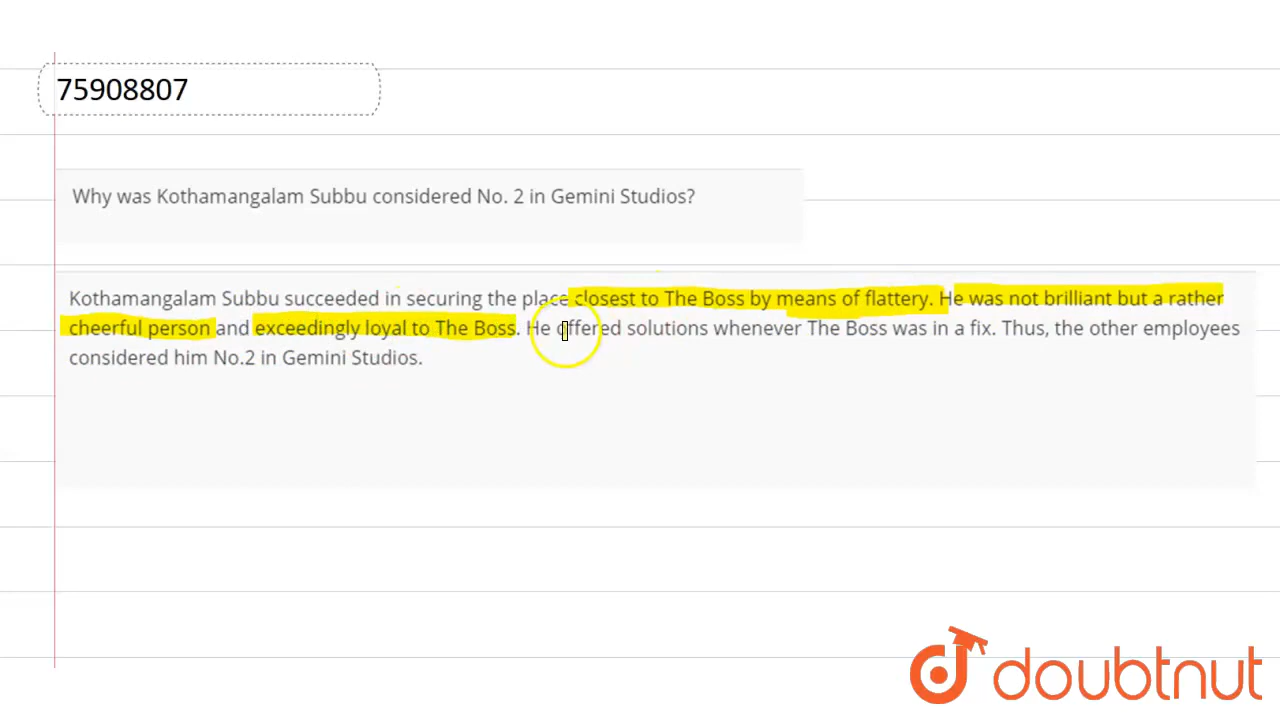 75908807
Why was Kothamangalam Subbu considered No. 2 in Gemini Studios?
Kothamangalam Subbu succeeded in securing the place closest to The Boss by means of flattery. He was not brilliant but a rather
cheerful person and exceedingly loyal to The Boss. He offered solutions whenever The Boss was in a fix. Thus, the other employees
considered him No.2 in Gemini Studios.
doubtnut